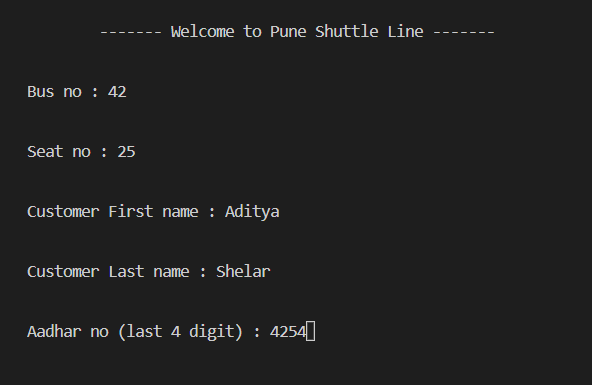 ------- Welcome to Pune Shuttle Line -------
Bus no : 42
Seat no : 25
Customer First name : Aditya
Customer Last name : Shelar
Aadhar no (last 4 digit) : 4254